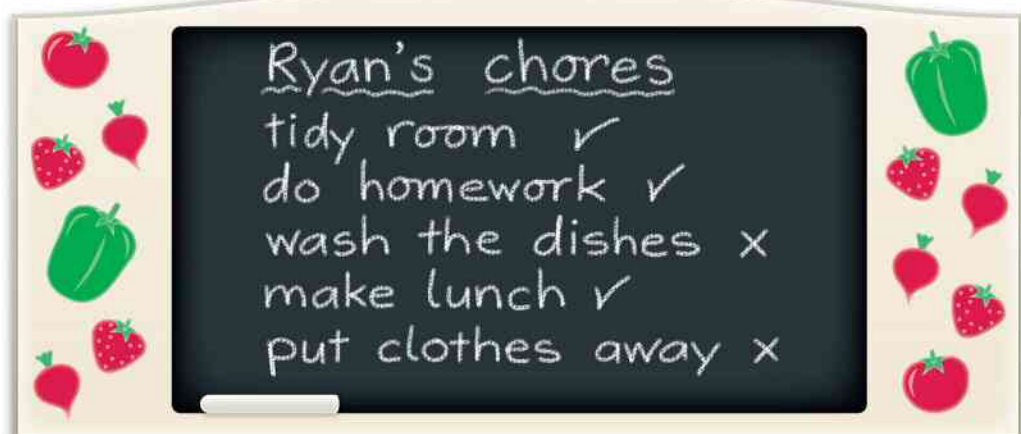 Ryan's chores
tidy room ✓
do homework ✓
wash the dishes x
make lunch ✓
put clothes away x